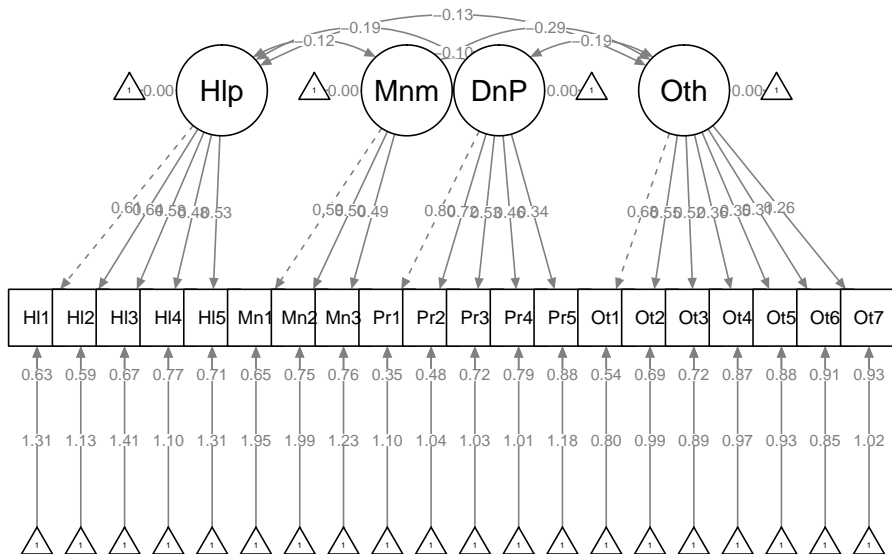 −0.13
−0.19 −0.29
−0.12 −0.10 −0.19
1 0.00 Hlp 1 0.00 Mnm DnP 0.00 1 Oth 0.00 1
0.61 0.64 0.58 0.48 0.53 0.59 0.50 0.49 0.80 0.72 0.53 0.46 0.34 0.68 0.55 0.52 0.36 0.35 0.31 0.26
Hl1 Hl2 Hl3 Hl4 Hl5 Mn1 Mn2 Mn3 Pr1 Pr2 Pr3 Pr4 Pr5 Ot1 Ot2 Ot3 Ot4 Ot5 Ot6 Ot7
0.63 0.59 0.67 0.77 0.71 0.65 0.75 0.76 0.35 0.48 0.72 0.79 0.88 0.54 0.69 0.72 0.87 0.88 0.91 0.93
1.31 1.13 1.41 1.10 1.31 1.95 1.99 1.23 1.10 1.04 1.03 1.01 1.18 0.80 0.99 0.89 0.97 0.93 0.85 1.02
1 1 1 1 1 1 1 1 1 1 1 1 1 1 1 1 1 1 1 1